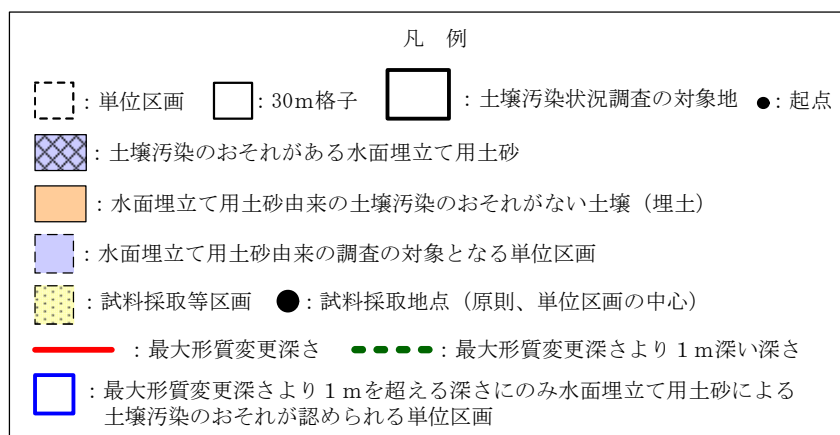 凡 例
：単位区画 ：30m格子 ：土壌汚染状況調査の対象地 ：起点
：土壌汚染のおそれがある水面埋立て用土砂
：水面埋立て用土砂由来の土壌汚染のおそれがない土壌（埋土）
：水面埋立て用土砂由来の調査の対象となる単位区画
：試料採取等区画 ：試料採取地点（原則、単位区画の中心）
：最大形質変更深さ ：最大形質変更深さより１ｍ深い深さ
：最大形質変更深さより１ｍを超える深さにのみ水面埋立て用土砂による
土壌汚染のおそれが認められる単位区画